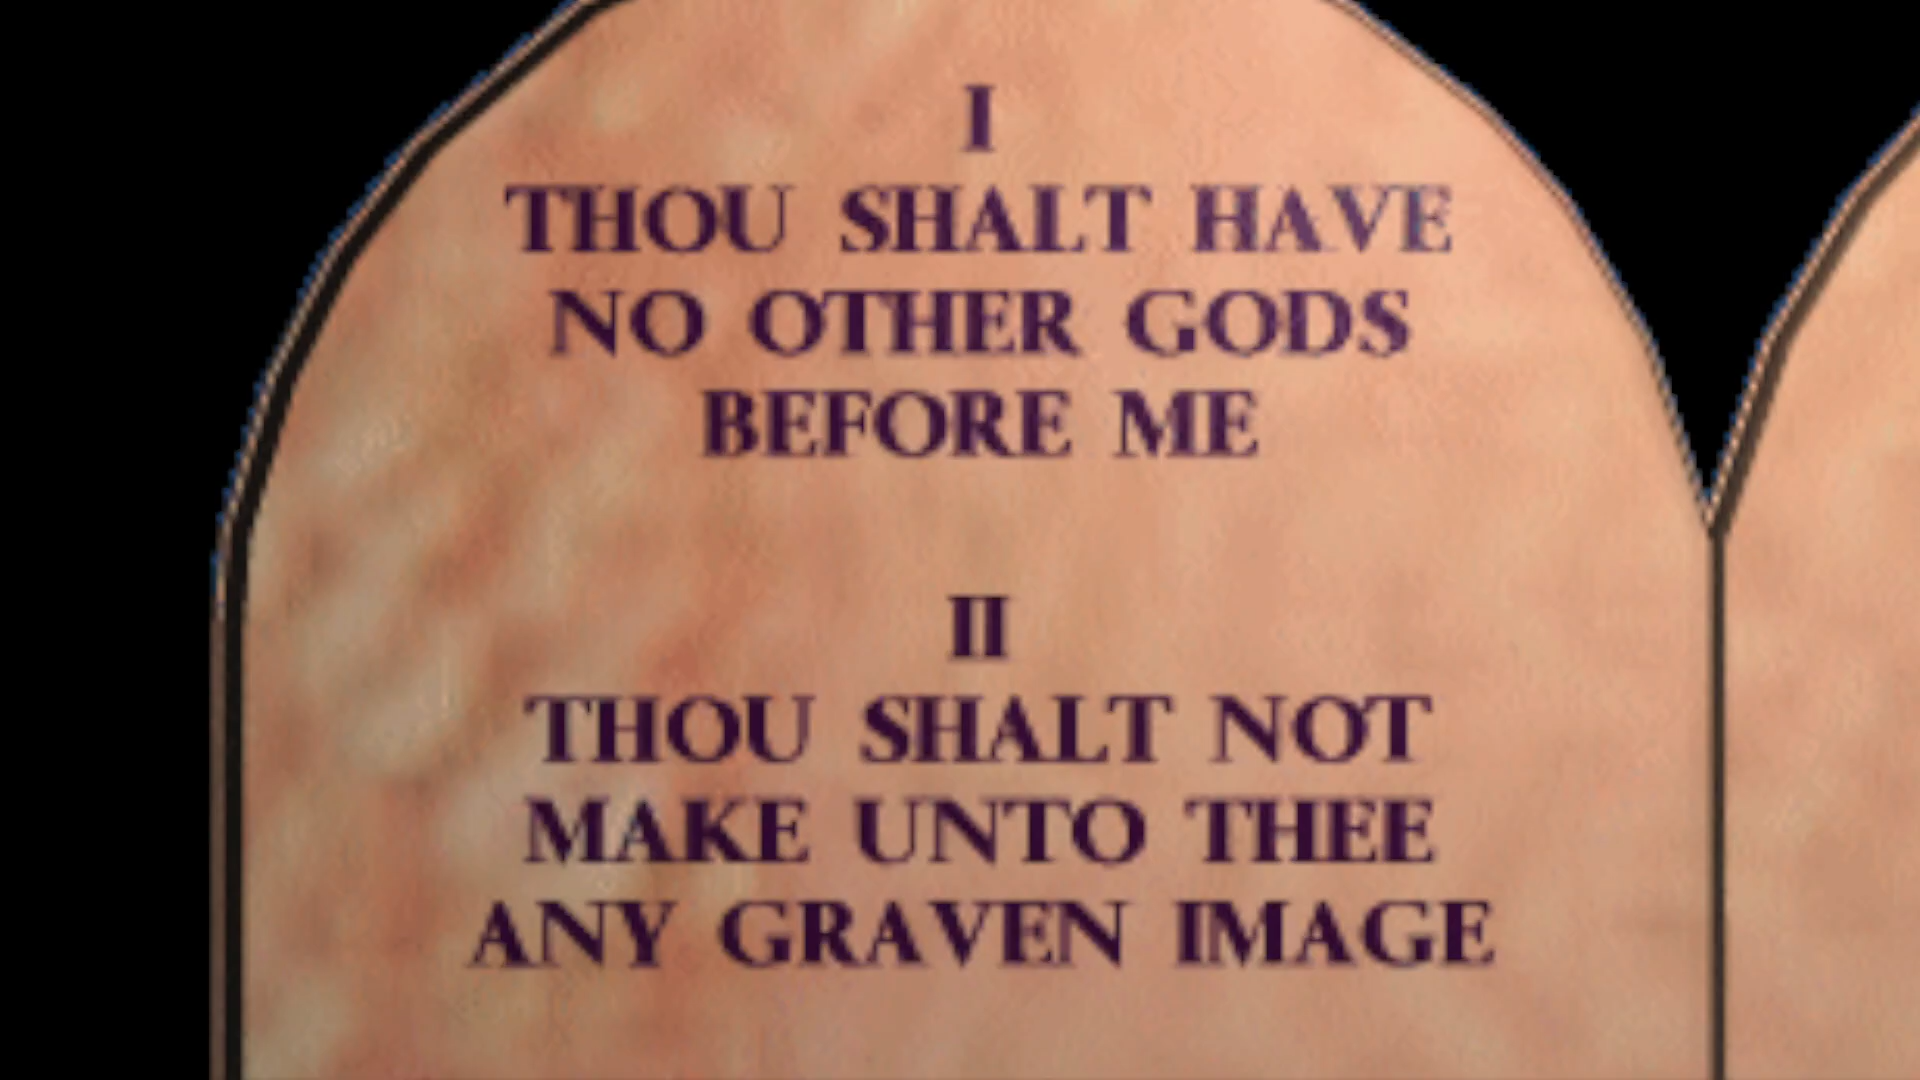 I
THOU SHALT HAVE
NO OTHER GODS
BEFORE ME
II
THOU SHALT NOT
MAKE UNTO THEE
ANY GRAVEN IMAGE